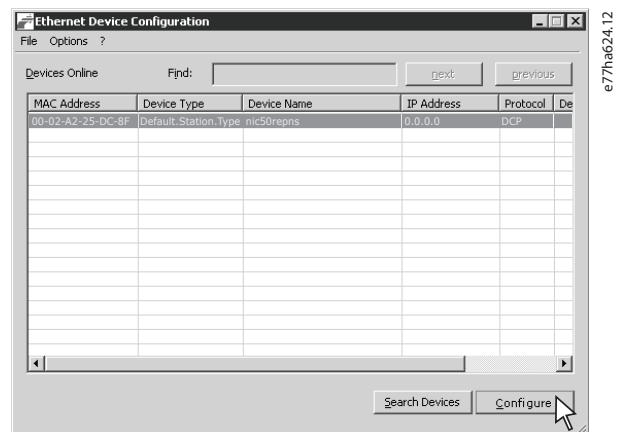 Ethernet Device Configuration
File Options ?
Devices Online Find: next previous
MAC Address Device Type Device Name IP Address Protocol De
00-02-A2-25-DC-8F Default.Station.Type nic50repns 0.0.0.0 DCP
Search Devices Configure
e77ha624.12